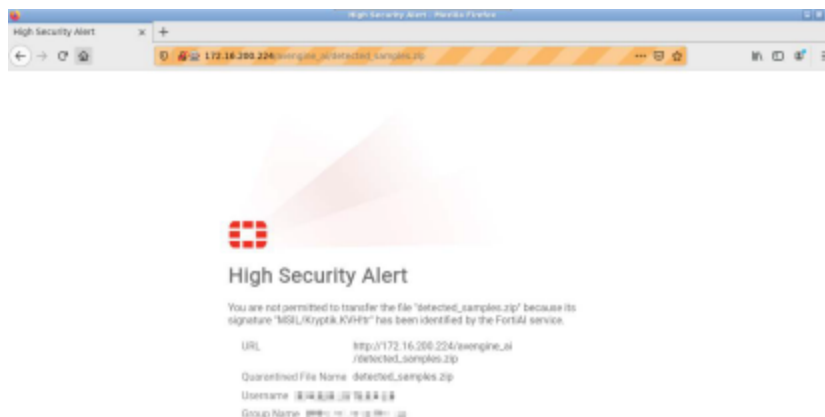 High Security Alert - Mozilla Firefox
High Security Alert × +
172.16.200.224/avengine_ai/detected_samples.zip
High Security Alert
You are not permitted to transfer the file "detected_samples.zip" because its
signature "MSIL/Kryptik.KVH!tr" has been identified by the FortiAI service.
URL http://172.16.200.224/avengine_ai
/detected_samples.zip
Quarantined File Name detected_samples.zip
Username
Group Name